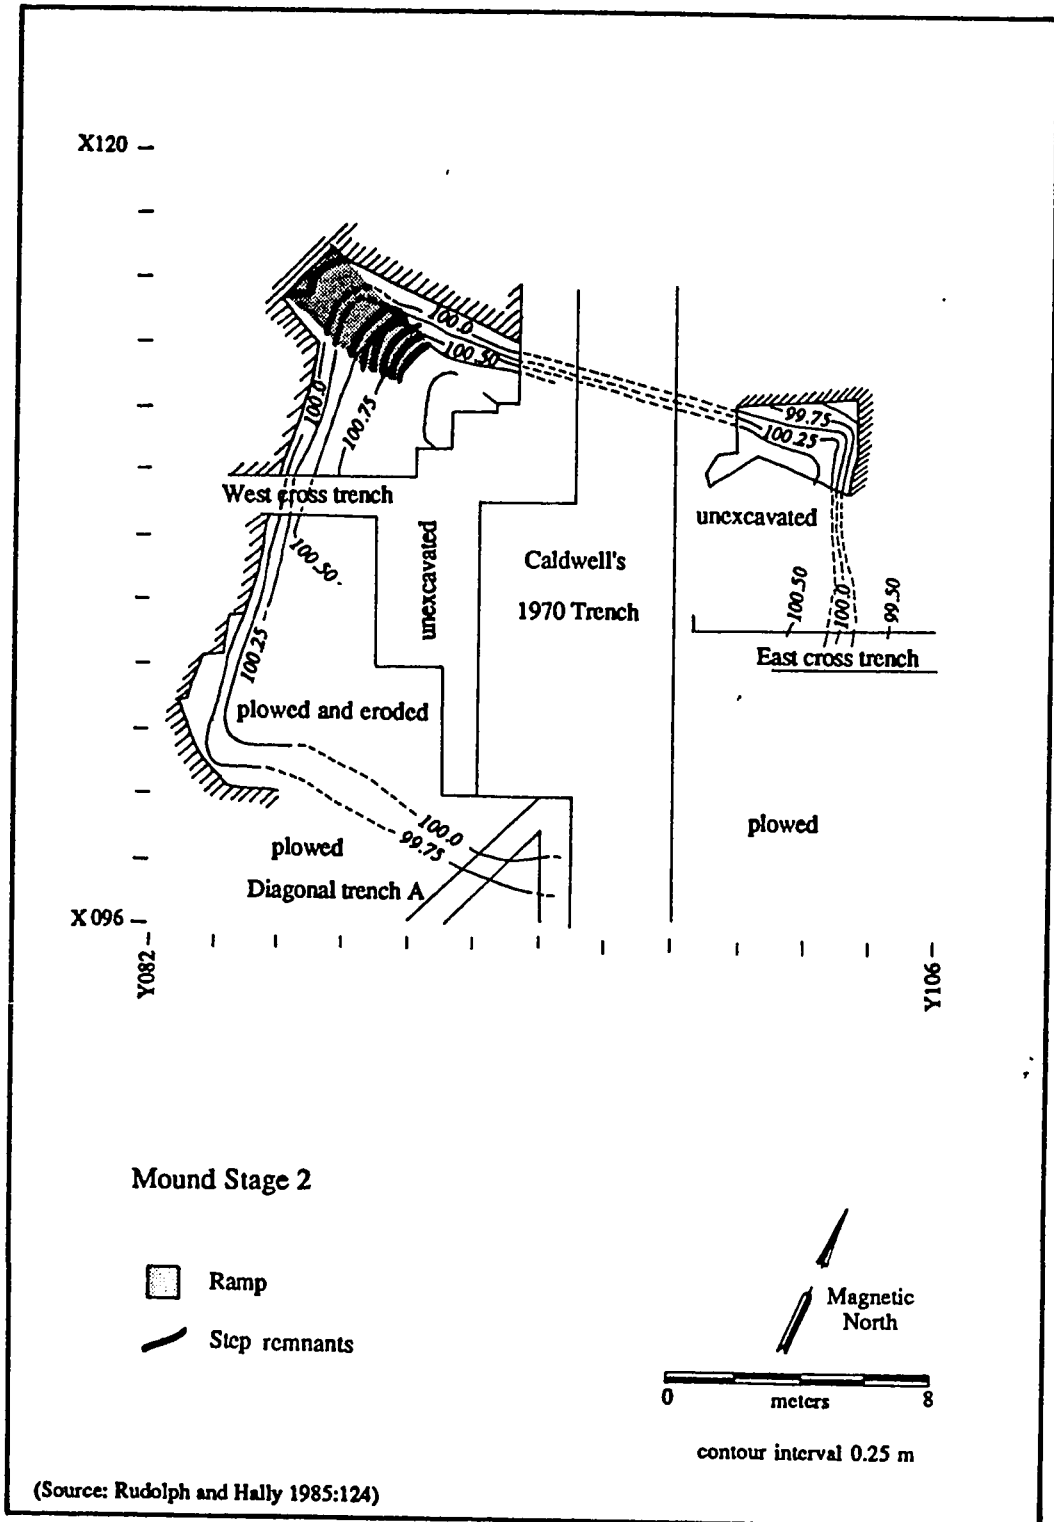 X120
100.0
100.50
100.0
100.75
99.75
100.25
West cross trench
unexcavated
unexcavated
Caldwell's
1970 Trench
100.50
100.50
100.0
99.50
East cross trench
100.25
plowed and eroded
100.0
99.75
plowed
plowed
Diagonal trench A
X 096
Y082
Y106
Mound Stage 2
Ramp
Step remnants
Magnetic
North
0 meters 8
contour interval 0.25 m
(Source: Rudolph and Hally 1985:124)